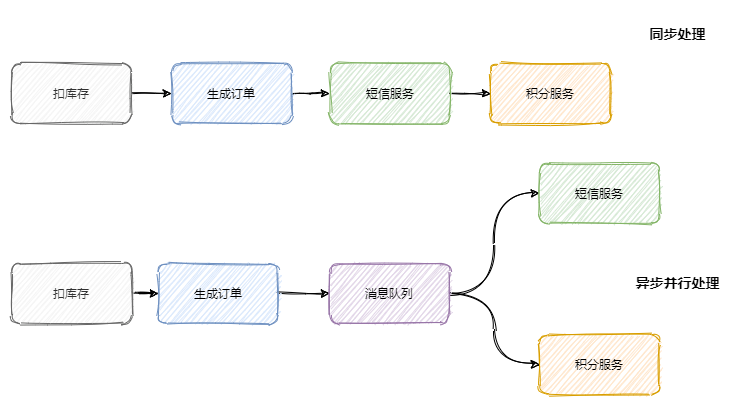 同步处理
扣库存
生成订单
短信服务
积分服务
短信服务
扣库存
生成订单
消息队列
异步并行处理
积分服务